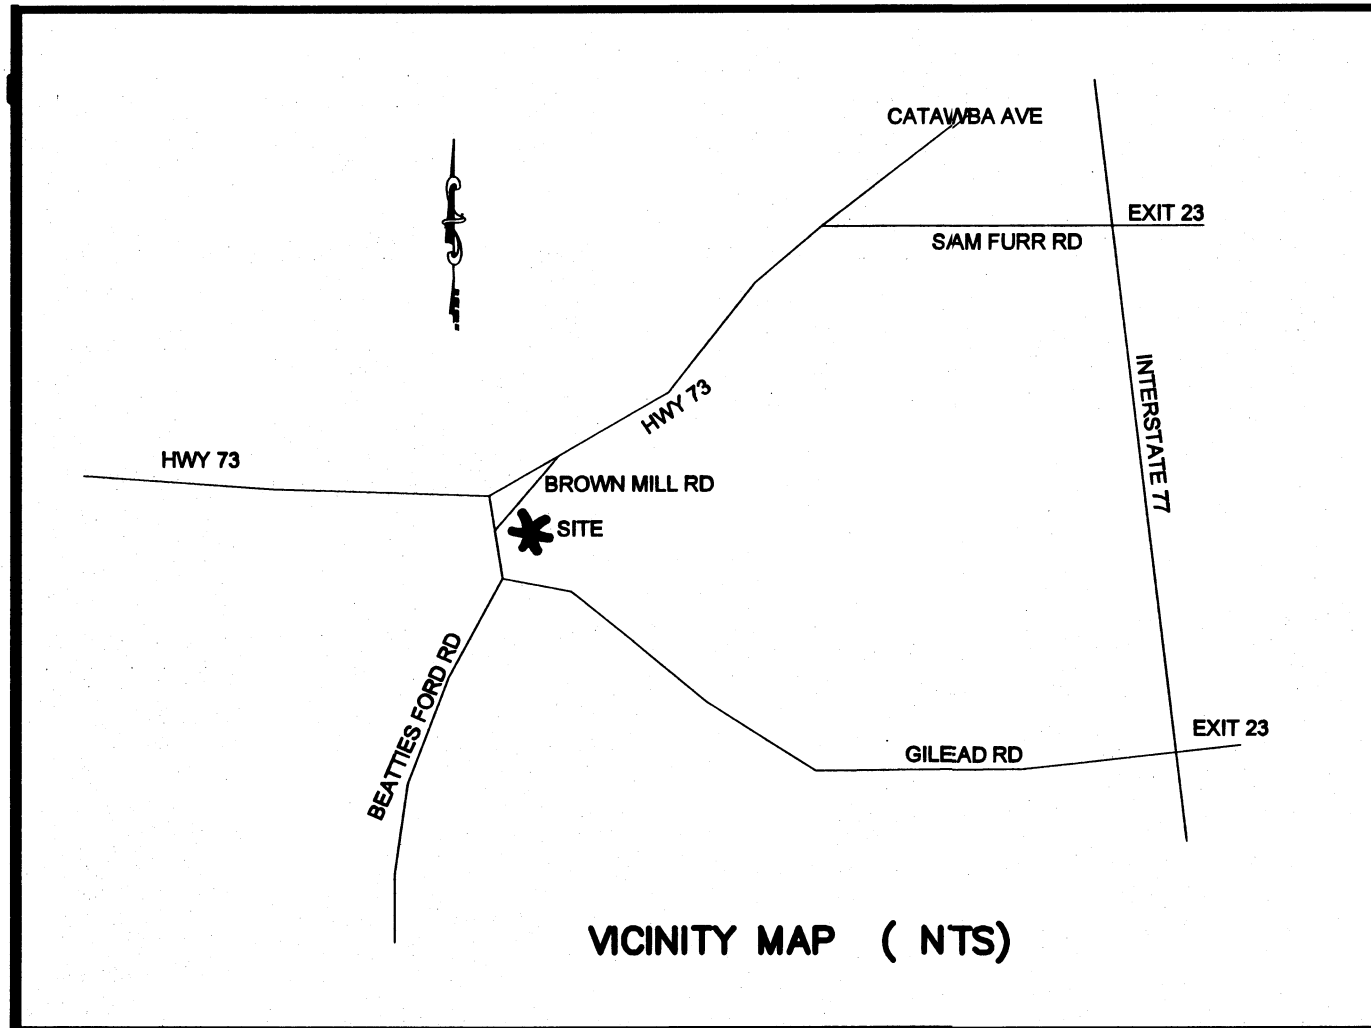 CATAWBA AVE
EXIT 23
SAM FURR RD
INTERSTATE 77
HWY 73
HWY 73
BROWN MILL RD
SITE
BEATTIES FORD RD
EXIT 23
GILEAD RD
VICINITY MAP ( NTS)